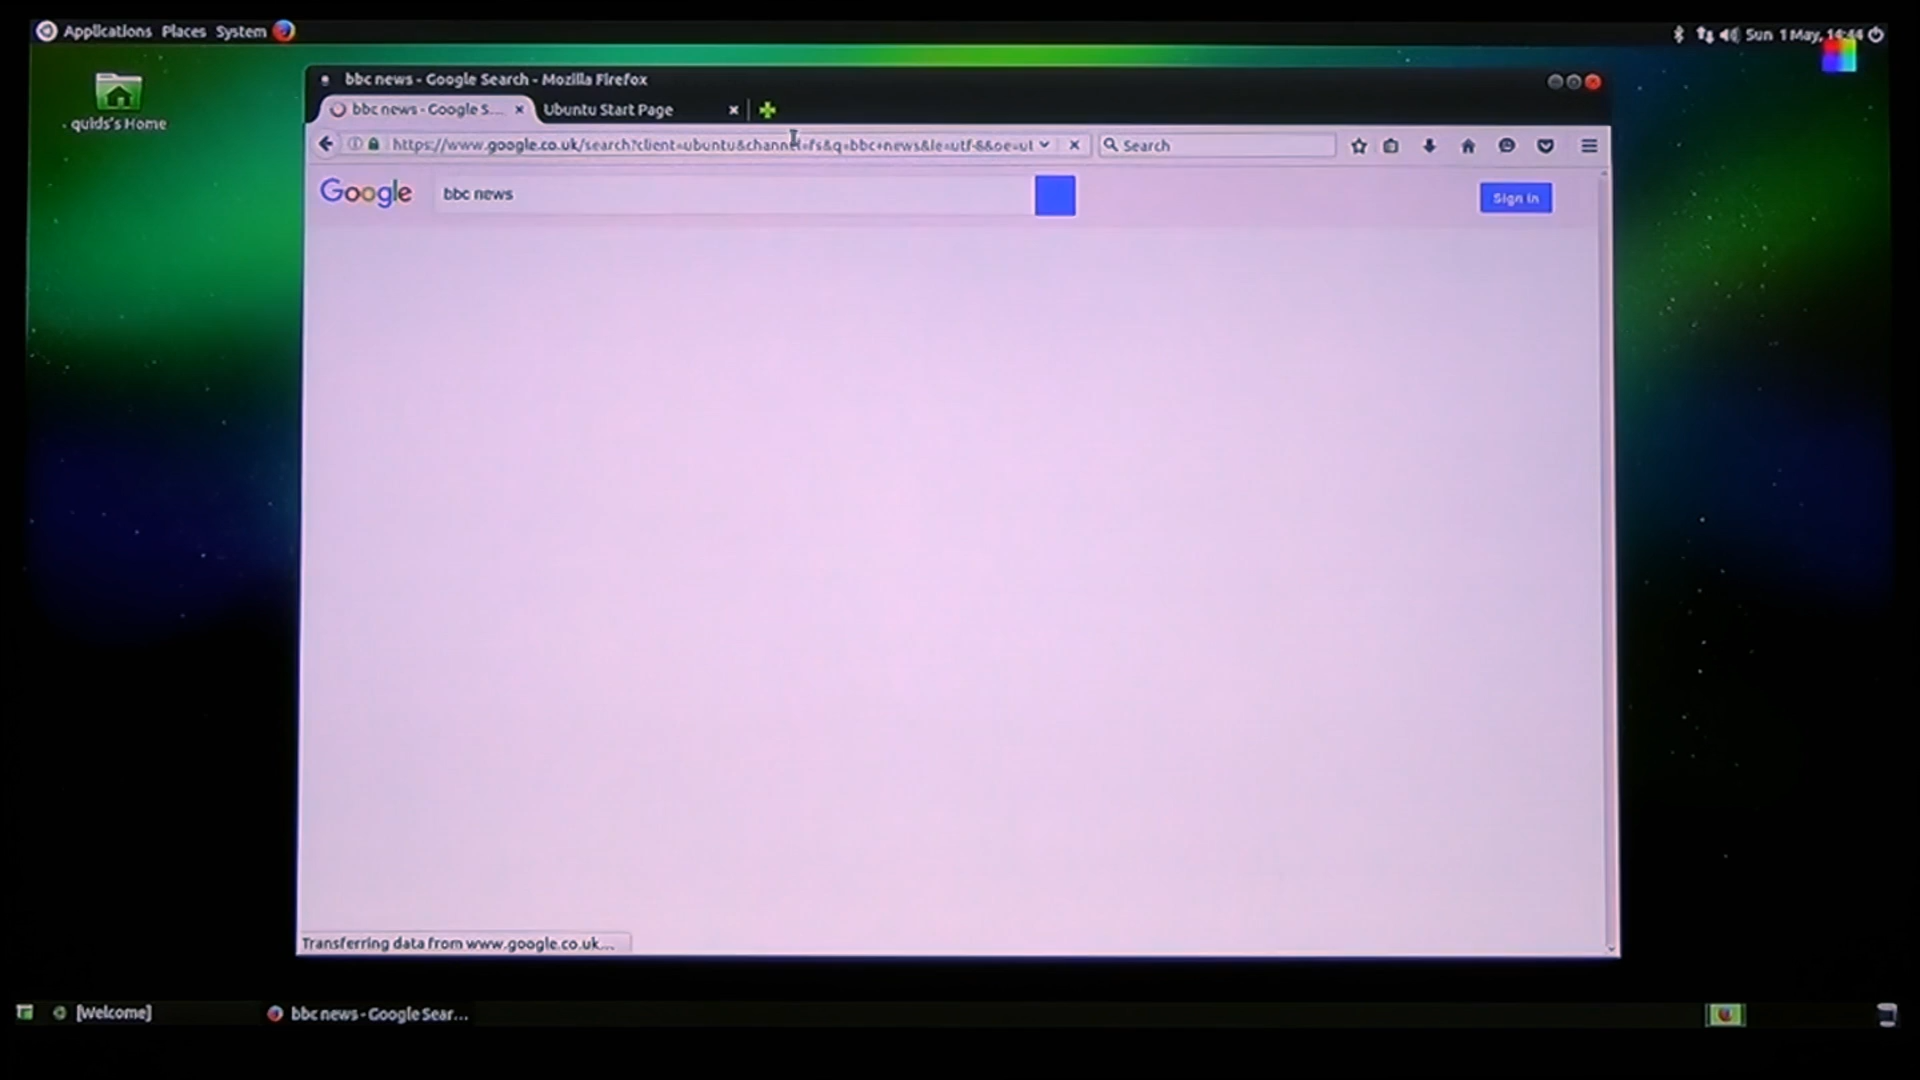 Applications Places System
Sun 1 May, 14:44
quids's Home
bbc news - Google Search - Mozilla Firefox
bbc news - Google S.... Ubuntu Start Page
https://www.google.co.uk/search?client=ubuntu&channel=fs&q=bbc+news&ie=utf-8&oe=ut
Search
Google
bbc news
Sign in
Transferring data from www.google.co.uk...
[Welcome]
bbc news - Google Sear...